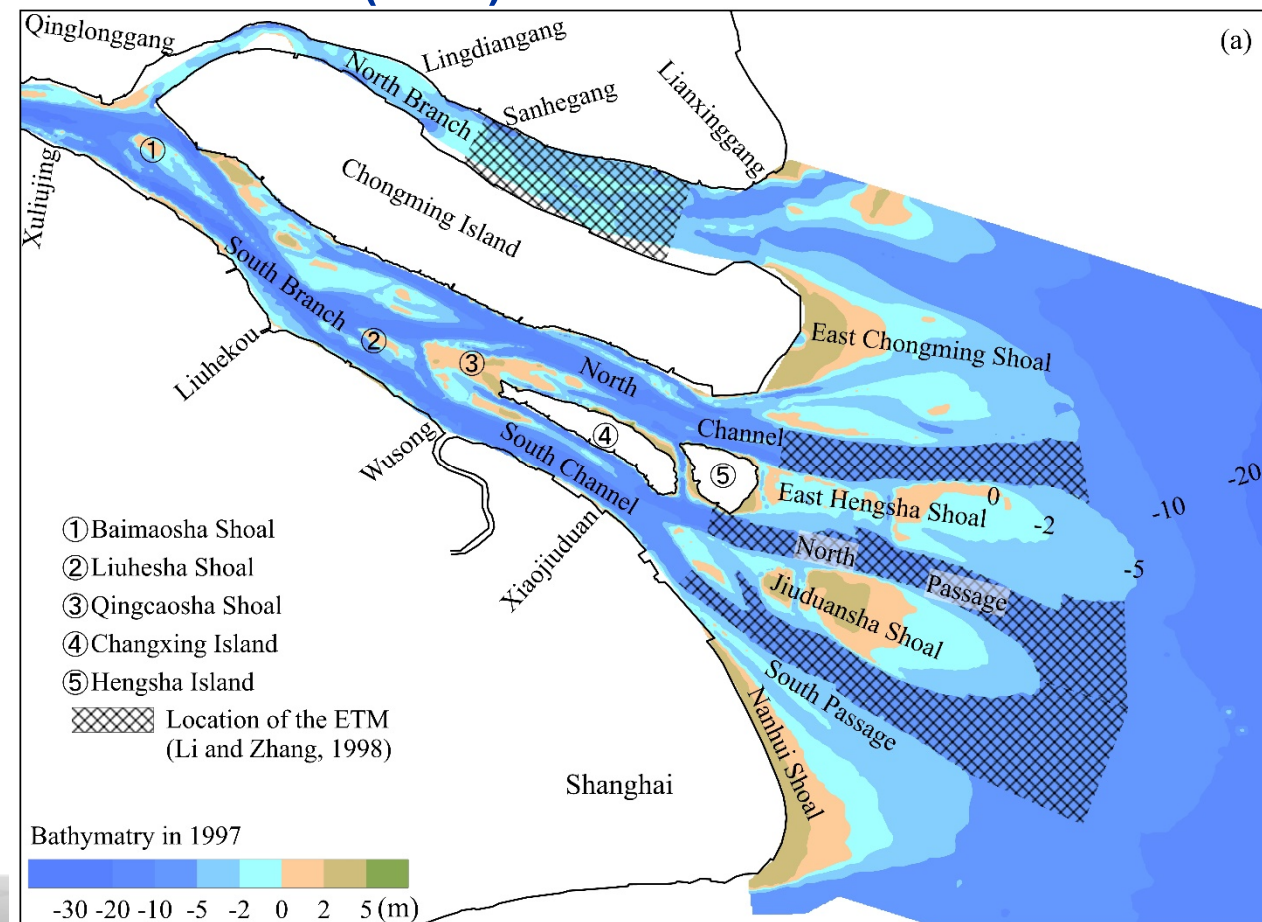 (a)
Qinglonggang
Lingdiangang
North Branch
Sanhegang
Lianxinggang
①
Xuliujing
Chongming Island
South Branch
②
③
Liuhekou
North
East Chongming Shoal
Wusong
④
Channel
South Channel
⑤
East Hengsha Shoal
0
-2
-5
-10
-20
North
Passage
Xiaojiuduan
Jiuduansha Shoal
South Passage
Nanhui Shoal
Shanghai
①Baimaosha Shoal
②Liuhesha Shoal
③Qingcaosha Shoal
④Changxing Island
⑤Hengsha Island
Location of the ETM
(Li and Zhang, 1998)
Bathymatry in 1997
-30 -20 -10 -5 -2 0 2 5 (m)